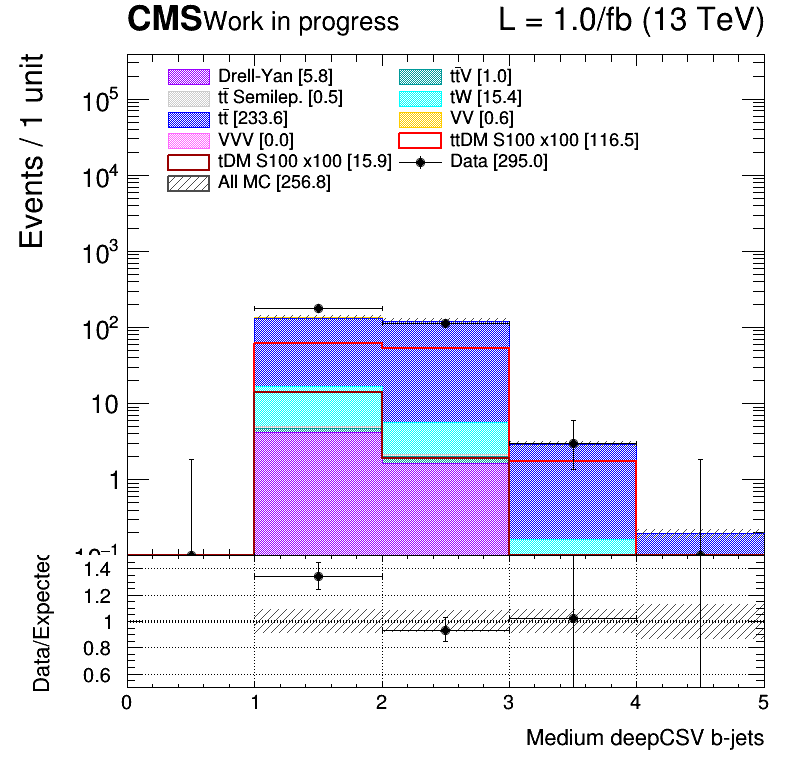 CMS Work in progress L = 1.0/fb (13 TeV)
Drell-Yan [5.8] tt̄V [1.0]
tt̄ Semilep. [0.5] tW [15.4]
tt̄ [233.6] VV [0.6]
VVV [0.0] ttDM S100 x100 [116.5]
tDM S100 x100 [15.9] Data [295.0]
All MC [256.8]
Events / 1 unit
10⁵
10⁴
10³
10²
10
1
10⁻¹
Data/Expected
1.4
1.2
1
0.8
0.6
0 1 2 3 4 5
Medium deepCSV b-jets